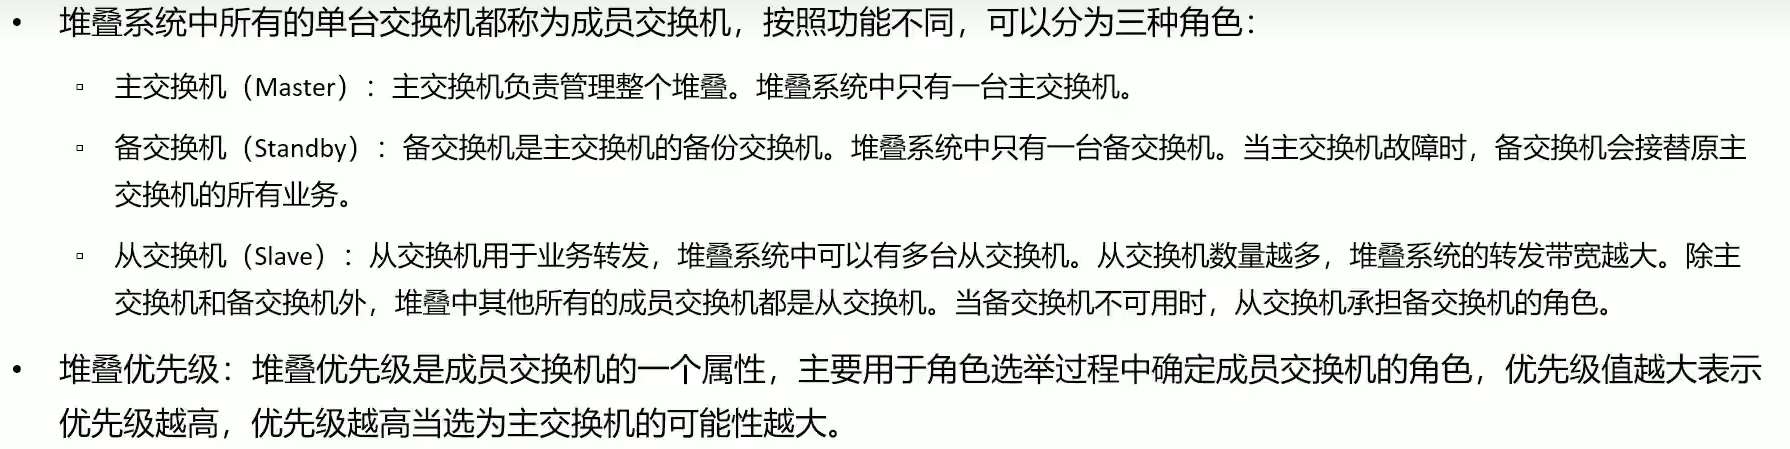 • 堆叠系统中所有的单台交换机都称为成员交换机，按照功能不同，可以分为三种角色：
▫ 主交换机（Master）：主交换机负责管理整个堆叠。堆叠系统中只有一台主交换机。
▫ 备交换机（Standby）：备交换机是主交换机的备份交换机。堆叠系统中只有一台备交换机。当主交换机故障时，备交换机会接替原主
交换机的所有业务。
▫ 从交换机（Slave）：从交换机用于业务转发，堆叠系统中可以有多台从交换机。从交换机数量越多，堆叠系统的转发带宽越大。除主
交换机和备交换机外，堆叠中其他所有的成员交换机都是从交换机。当备交换机不可用时，从交换机承担备交换机的角色。
• 堆叠优先级：堆叠优先级是成员交换机的一个属性，主要用于角色选举过程中确定成员交换机的角色，优先级值越大表示
优先级越高，优先级越高当选为主交换机的可能性越大。